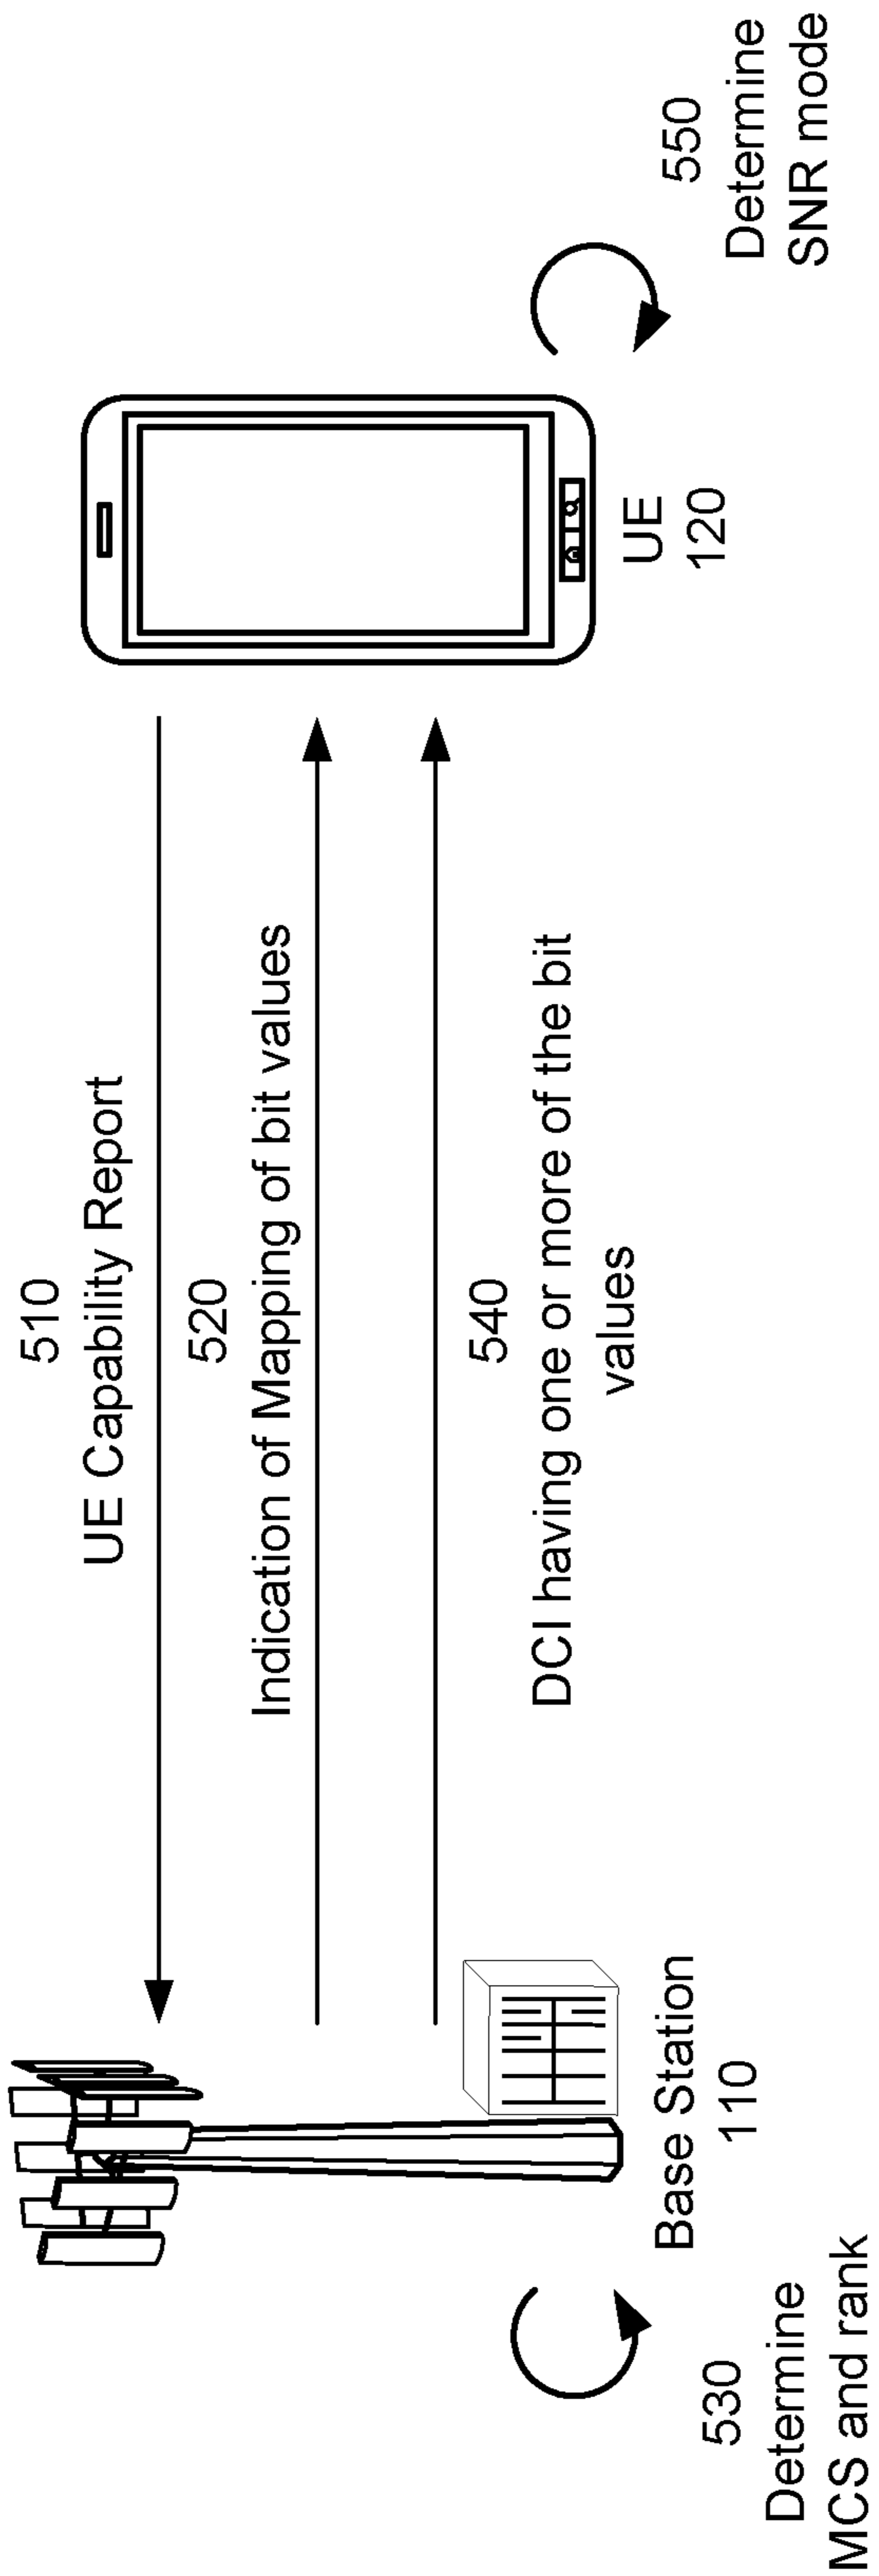 510
UE Capability Report
520
Indication of Mapping of bit values
540
DCI having one or more of the bit
values
530
Determine
MCS and rank
Base Station
110
UE
120
550
Determine
SNR mode